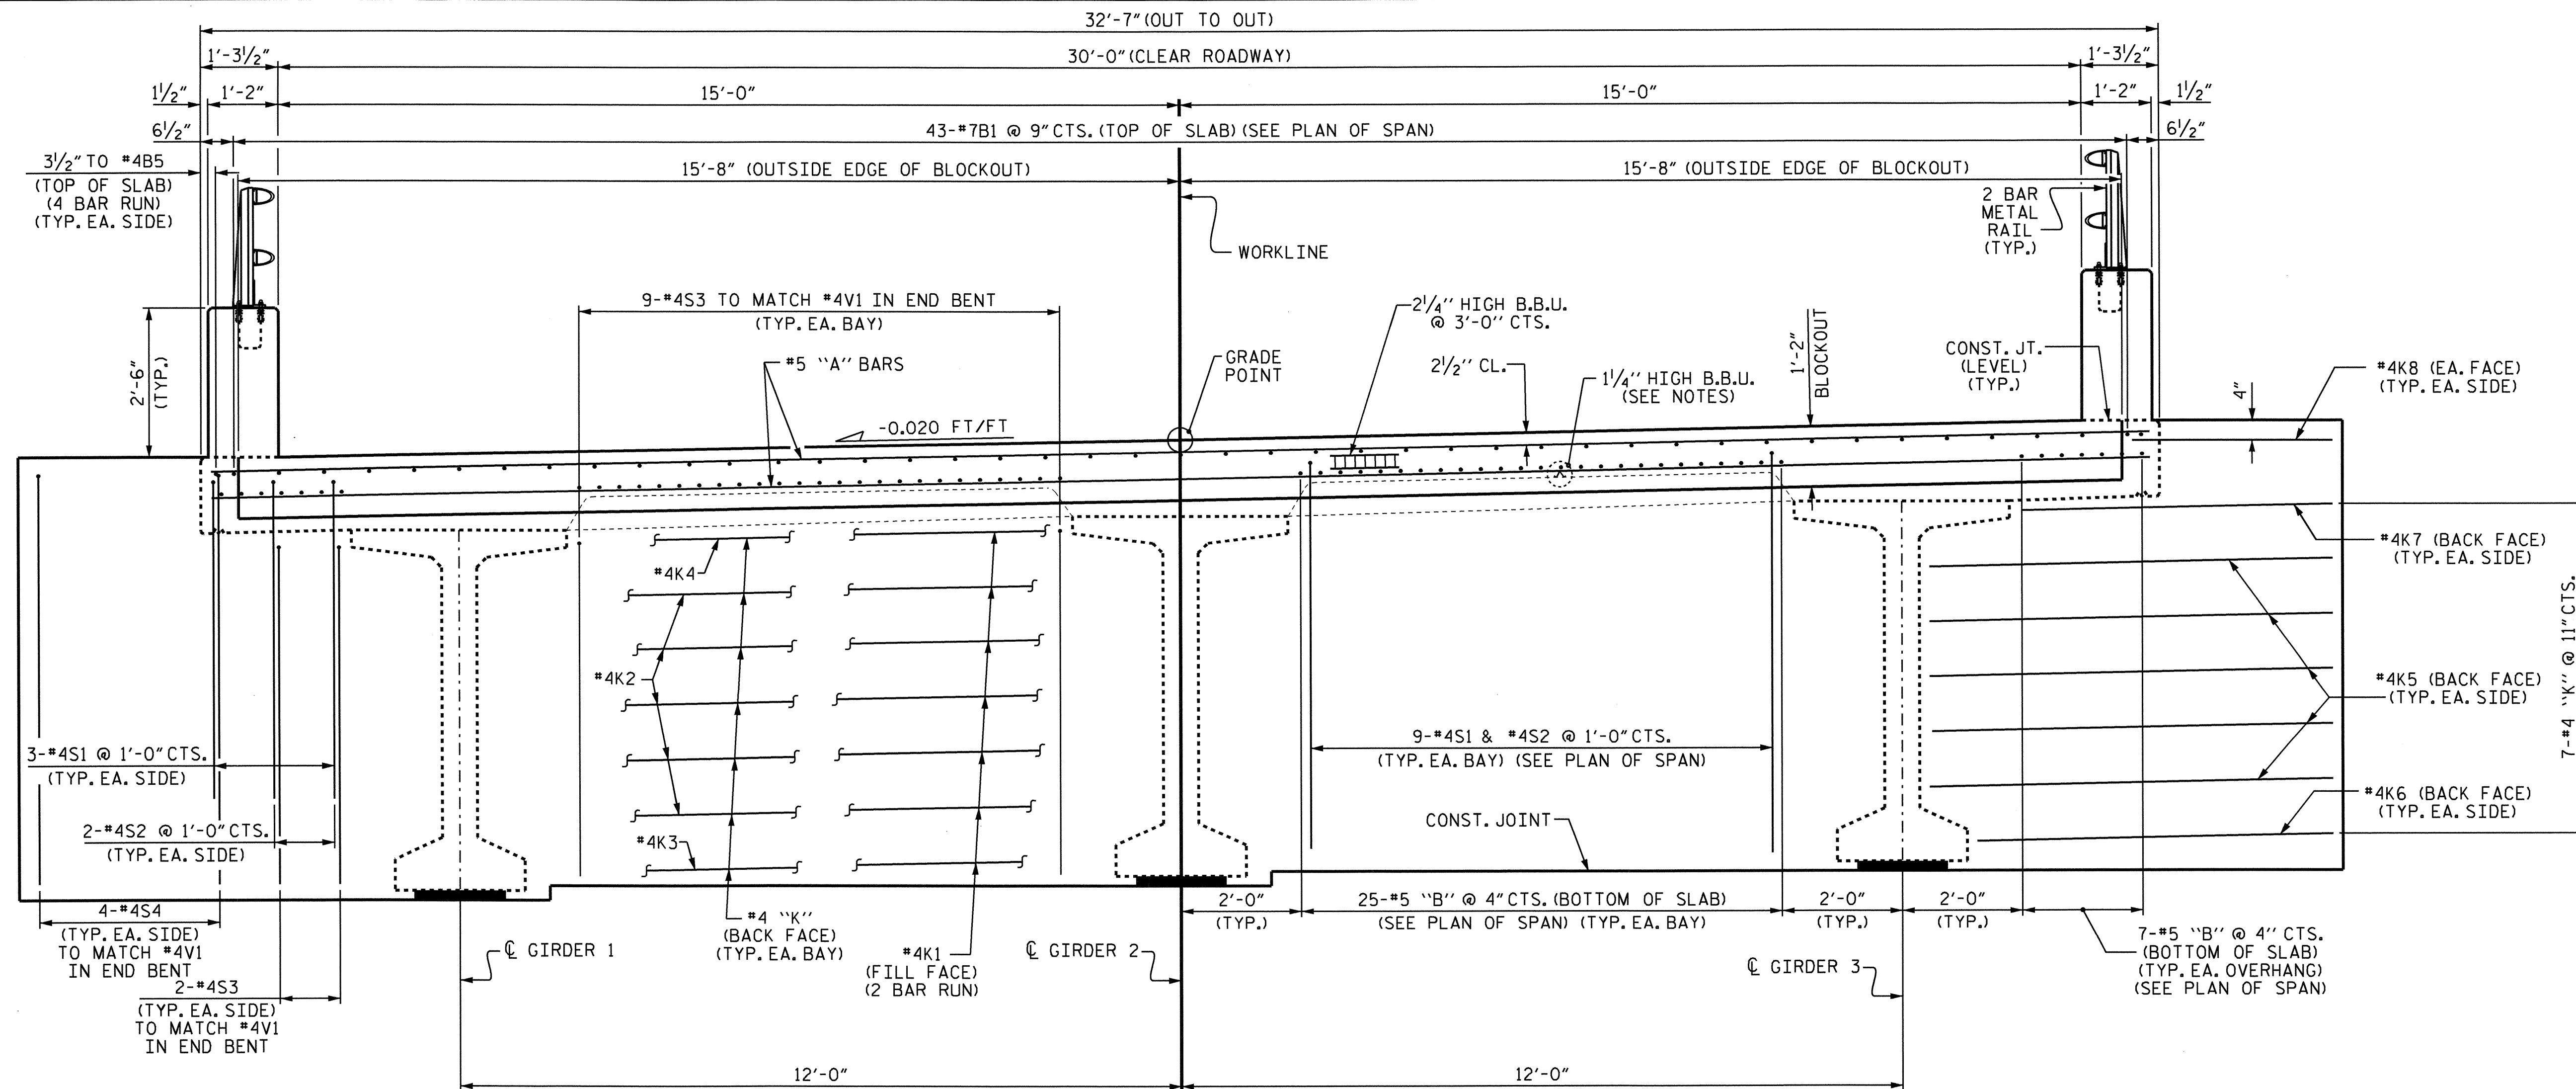 32'-7" (OUT TO OUT)
1'-3½"
30'-0" (CLEAR ROADWAY)
1'-3½"
1½"
1'-2"
15'-0"
15'-0"
1'-2"
1½"
6½"
43-#7B1 @ 9" CTS. (TOP OF SLAB) (SEE PLAN OF SPAN)
6½"
3½" TO #4B5
(TOP OF SLAB)
(4 BAR RUN)
(TYP. EA. SIDE)
15'-8" (OUTSIDE EDGE OF BLOCKOUT)
15'-8" (OUTSIDE EDGE OF BLOCKOUT)
2 BAR
METAL
RAIL
(TYP.)
WORKLINE
9-#4S3 TO MATCH #4V1 IN END BENT
(TYP. EA. BAY)
2¼" HIGH B.B.U.
@ 3'-0" CTS.
#5 "A" BARS
GRADE
POINT
2½" CL.
1¼" HIGH B.B.U.
(SEE NOTES)
1'-2"
BLOCKOUT
CONST. JT.
(LEVEL)
(TYP.)
4"
#4K8 (EA. FACE)
(TYP. EA. SIDE)
2'-6"
(TYP.)
-0.020 FT/FT
#4K7 (BACK FACE)
(TYP. EA. SIDE)
#4K4
#4K2
#4K3
#4K5 (BACK FACE)
(TYP. EA. SIDE)
7-#4 "K" @ 11" CTS.
3-#4S1 @ 1'-0" CTS.
(TYP. EA. SIDE)
9-#4S1 & #4S2 @ 1'-0" CTS.
(TYP. EA. BAY) (SEE PLAN OF SPAN)
#4K6 (BACK FACE)
(TYP. EA. SIDE)
2-#4S2 @ 1'-0" CTS.
(TYP. EA. SIDE)
CONST. JOINT
4-#4S4
(TYP. EA. SIDE)
TO MATCH #4V1
IN END BENT
2-#4S3
(TYP. EA. SIDE)
TO MATCH #4V1
IN END BENT
℄ GIRDER 1
#4 "K"
(BACK FACE)
(TYP. EA. BAY)
#4K1
(FILL FACE)
(2 BAR RUN)
℄ GIRDER 2
2'-0"
(TYP.)
25-#5 "B" @ 4" CTS. (BOTTOM OF SLAB)
(SEE PLAN OF SPAN) (TYP. EA. BAY)
2'-0"
(TYP.)
2'-0"
(TYP.)
℄ GIRDER 3
7-#5 "B" @ 4" CTS.
(BOTTOM OF SLAB)
(TYP. EA. OVERHANG)
(SEE PLAN OF SPAN)
12'-0"
12'-0"